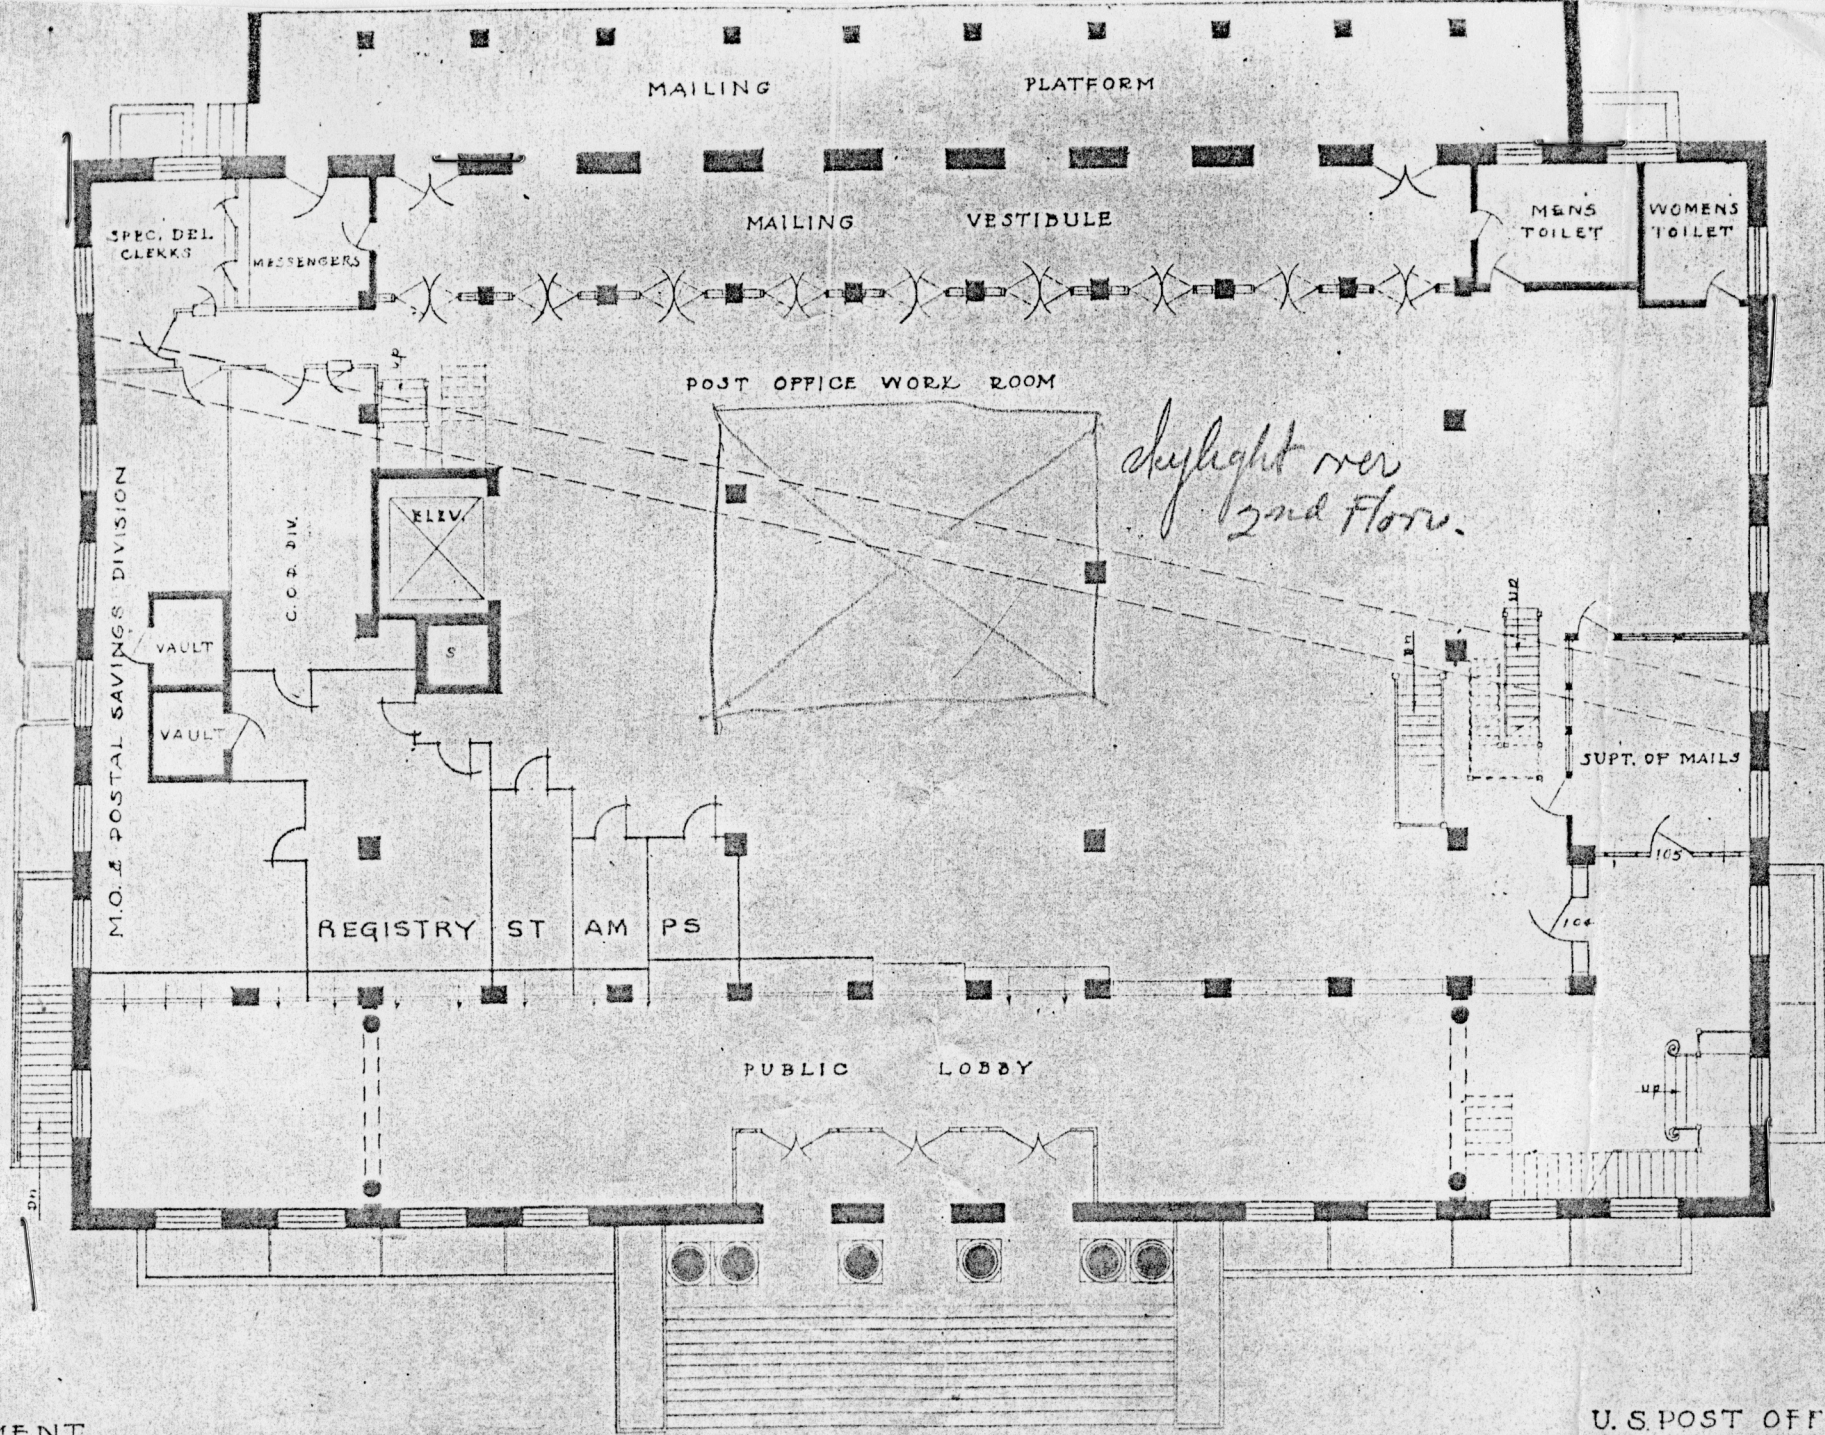 MAILING PLATFORM
MAILING VESTIBULE
SPEC. DEL.
CLERKS
MESSENGERS
MEN'S
TOILET
WOMENS
TOILET
UP
POST OFFICE WORK ROOM
skylight over
2nd Floor.
ELEV.
C.O.D. DIV.
M.O. & POSTAL SAVINGS DIVISION
VAULT
S
VAULT
UP
Dn
SUPT. OF MAILS
105
104
REGISTRY ST AM PS
PUBLIC LOBBY
UP
Dn
MENT
U.S. POST OFF